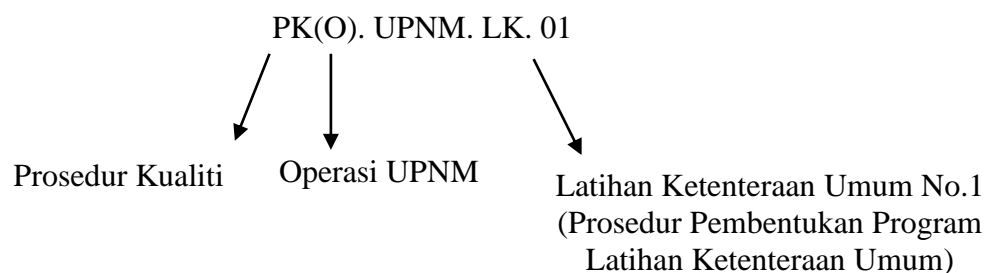 PK(O). UPNM. LK. 01
Prosedur Kualiti
Operasi UPNM
Latihan Ketenteraan Umum No.1
(Prosedur Pembentukan Program
Latihan Ketenteraan Umum)